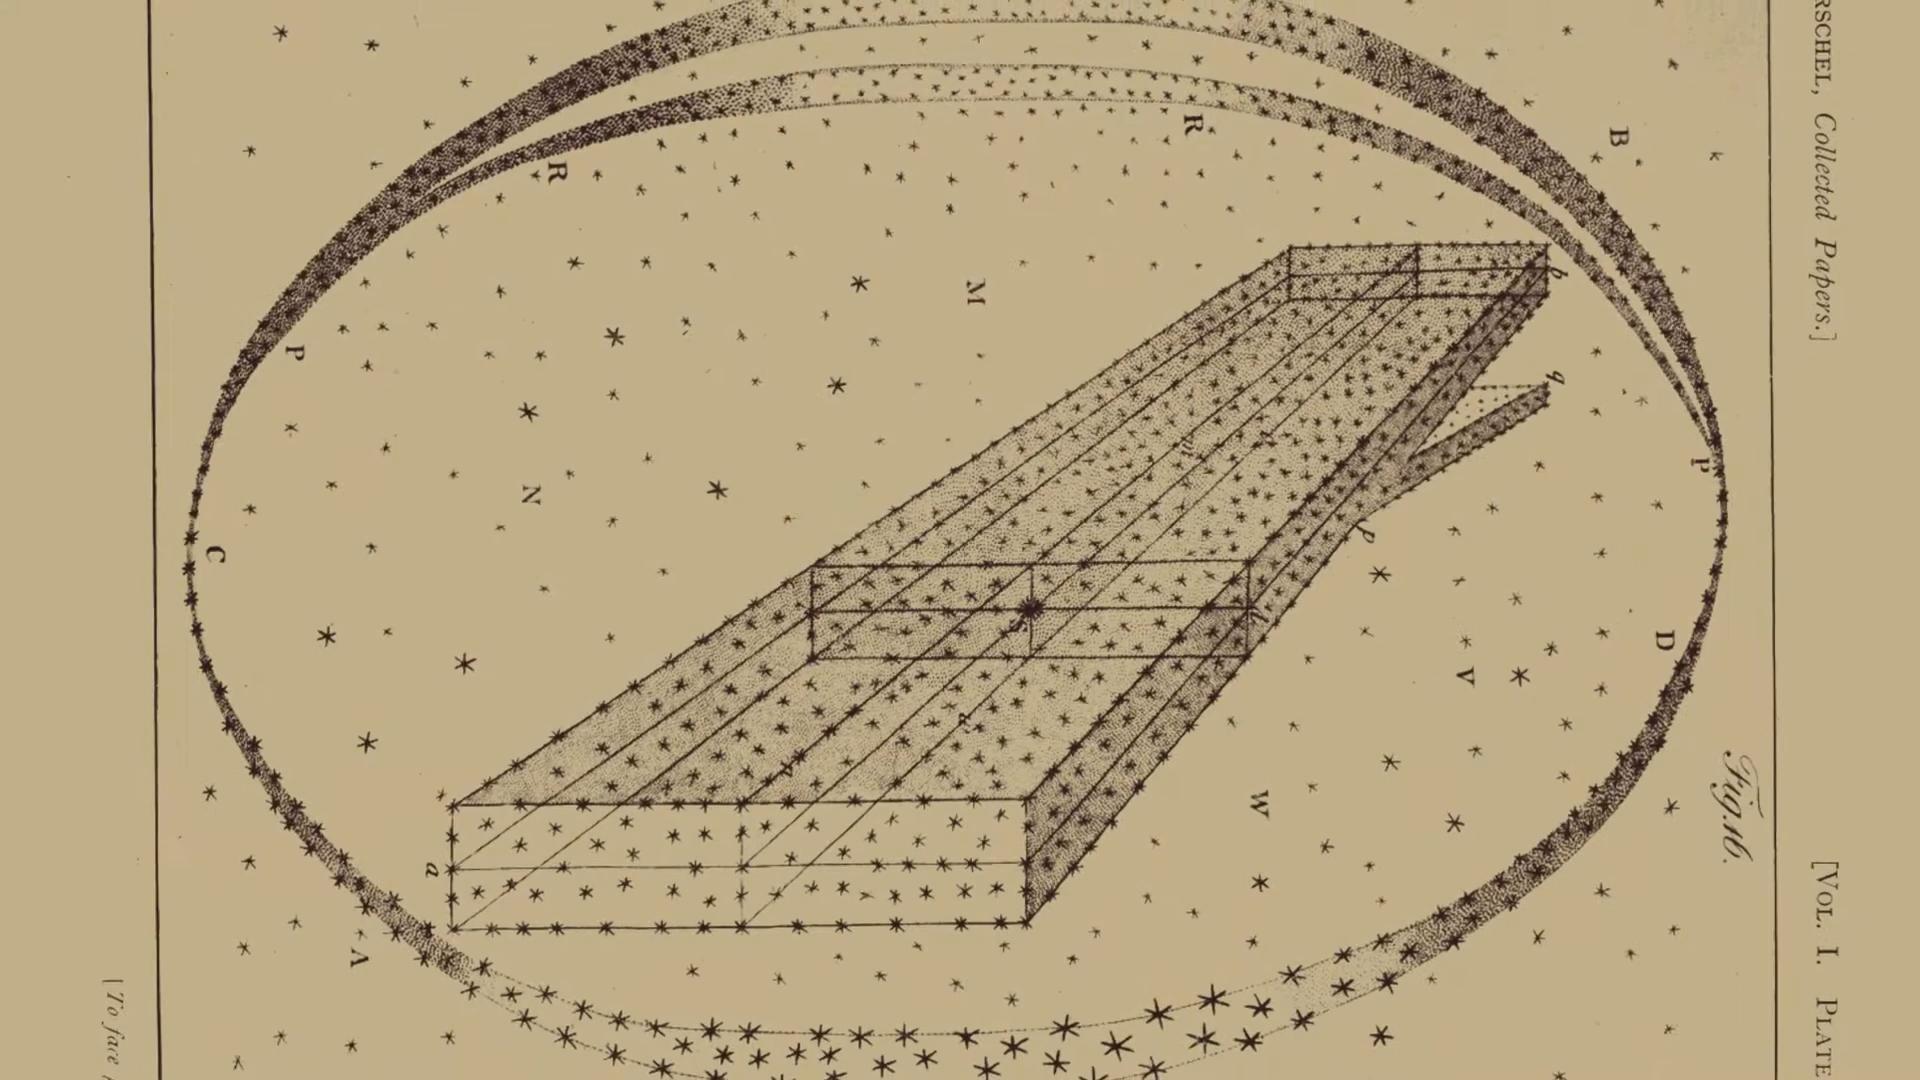 RSCHEL, Collected Papers.]
[VOL. I. PLATE
[To face
Fig. 16.
B
R
R
M
b
P
q
P
N
C
p
D
V
S
W
a
A